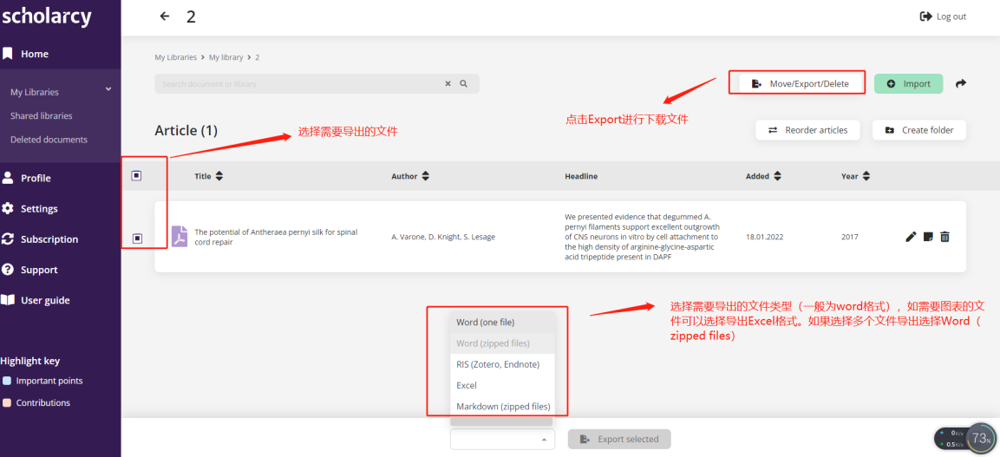 scholarcy
2
Log out
Home
My Libraries > My library > 2
My Libraries
Search document or library
Move/Export/Delete
Import
Shared libraries
点击Export进行下载文件
Deleted documents
Article (1)
选择需要导出的文件
Reorder articles
Create folder
Profile
Title
Author
Headline
Added
Year
Settings
The potential of Antheraea pernyi silk for spinal
cord repair
A. Varone, D. Knight, S. Lesage
We presented evidence that degummed A.
pernyi filaments support excellent outgrowth
of CNS neurons in vitro by cell attachment to
the high density of arginine-glycine-aspartic
acid tripeptide present in DAPF
18.01.2022
2017
Subscription
Support
User guide
选择需要导出的文件类型（一般为word格式），如需要图表的文
件可以选择导出Excel格式。如果选择多个文件导出选择Word（
zipped files）
Word (one file)
Word (zipped files)
RIS (Zotero, Endnote)
Excel
Markdown (zipped files)
Highlight key
Important points
Contributions
Export selected
0K/s
0.5K/s
73%